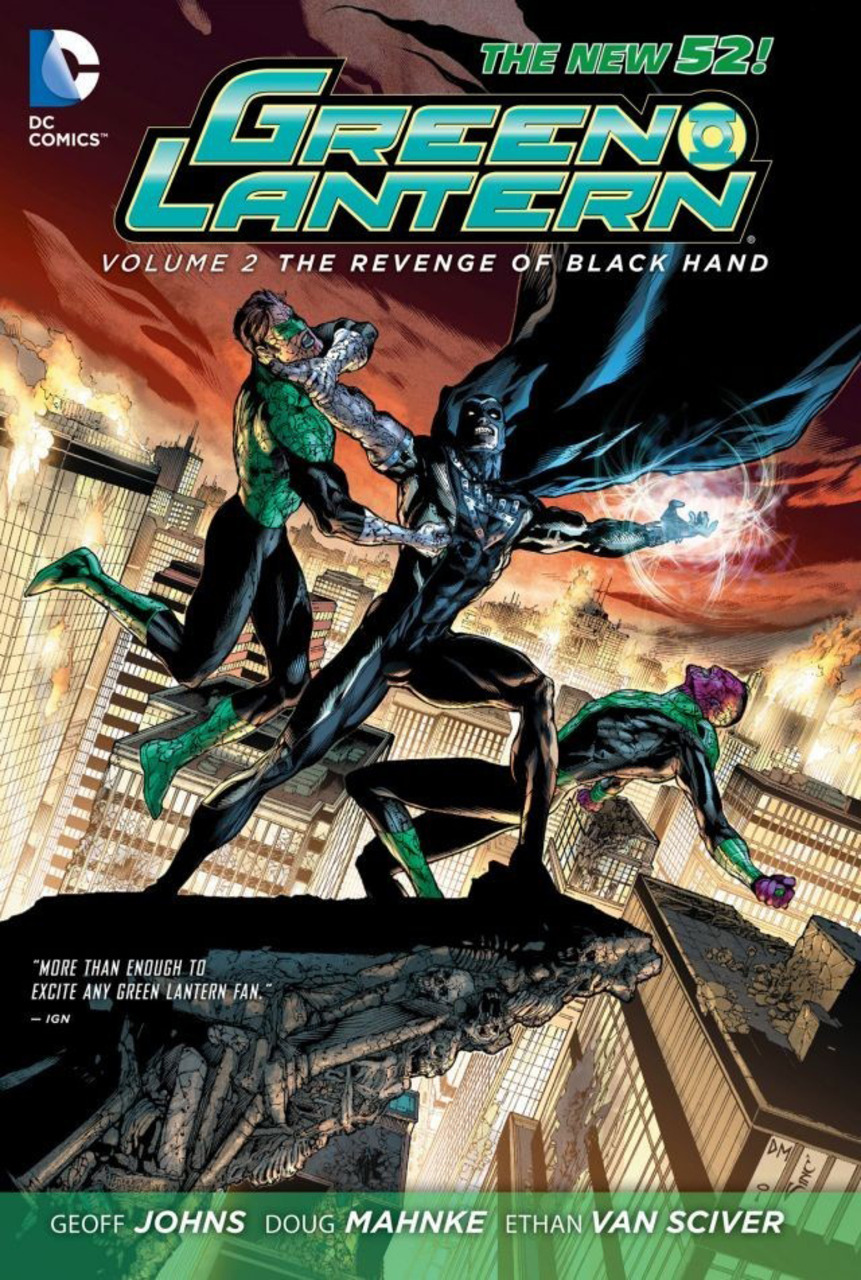 THE NEW 52!
DC
COMICS™
GREEN
LANTERN®
VOLUME 2 THE REVENGE OF BLACK HAND
"MORE THAN ENOUGH TO
EXCITE ANY GREEN LANTERN FAN."
— IGN
DM
GEOFF JOHNS DOUG MAHNKE ETHAN VAN SCIVER